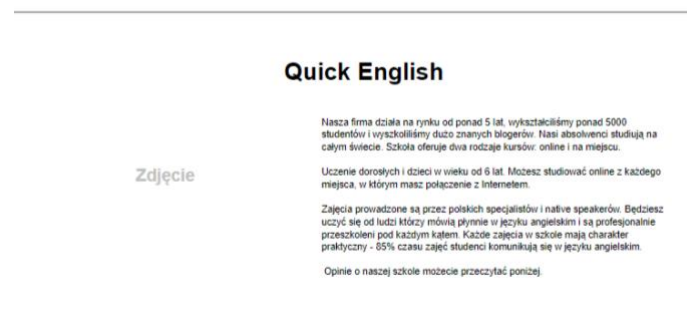 Quick English
Nasza firma działa na rynku od ponad 5 lat, wykształciliśmy ponad 5000
studentów i wyszkoliliśmy dużo znanych blogerów. Nasi absolwenci studiują na
całym świecie. Szkoła oferuje dwa rodzaje kursów: online i na miejscu.
Zdjęcie
Uczenie dorosłych i dzieci w wieku od 6 lat. Możesz studiować online z każdego
miejsca, w którym masz połączenie z Internetem.
Zajęcia prowadzone są przez polskich specjalistów i native speakerów. Będziesz
uczyć się od ludzi którzy mówią płynnie w języku angielskim i są profesjonalnie
przeszkoleni pod każdym kątem. Każde zajęcia w szkole mają charakter
praktyczny - 85% czasu zajęć studenci komunikują się w języku angielskim.
Opinie o naszej szkole możecie przeczytać poniżej.